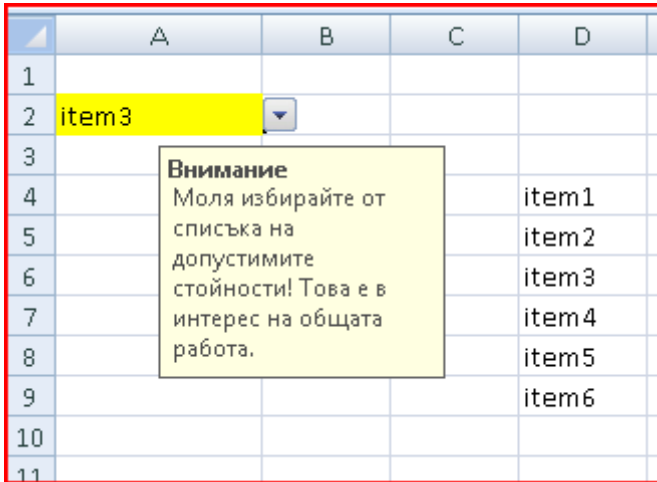 A B C D
1
2 item3
3
Внимание
Моля избирайте от
списъка на
допустимите
стойности! Това е в
интерес на общата
работа.
4 item1
5 item2
6 item3
7 item4
8 item5
9 item6
10
11